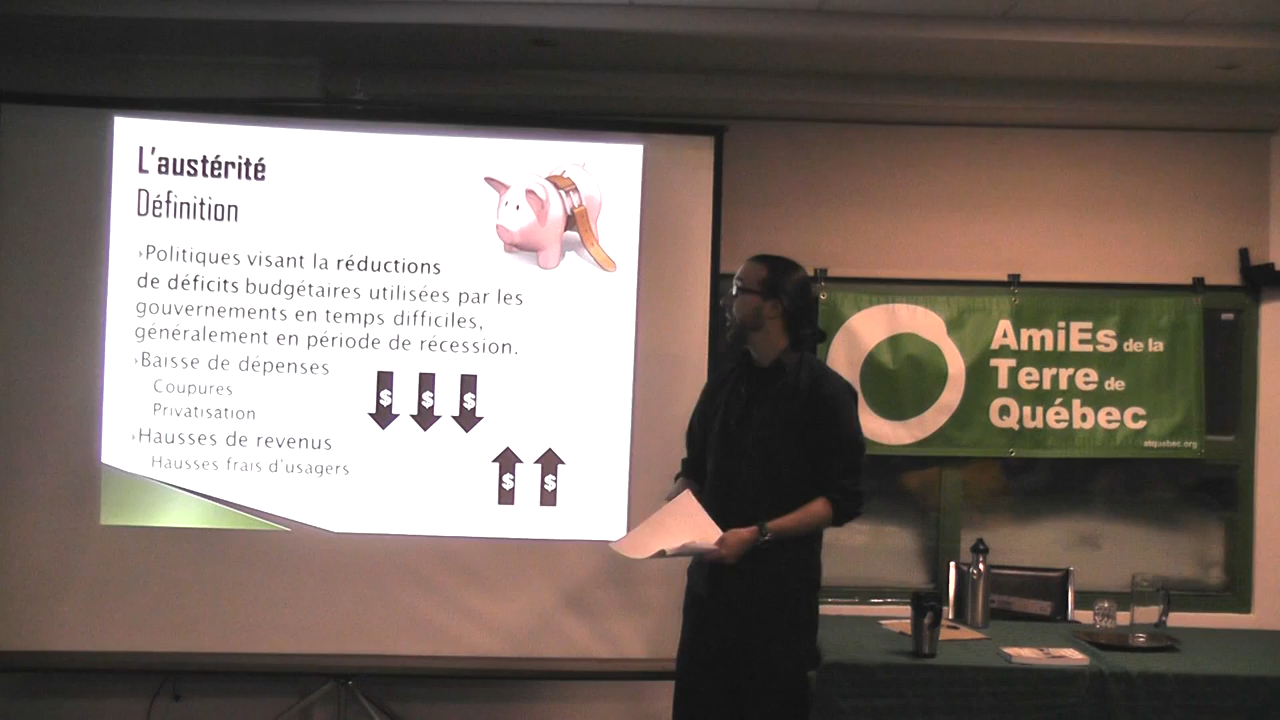 L'austérité
Définition
›Politiques visant la réductions
de déficits budgétaires utilisées par les
gouvernements en temps difficiles,
généralement en période de récession.
›Baisse de dépenses
Coupures
Privatisation
$ $ $
›Hausses de revenus
Hausses frais d'usagers
$ $
AmiEs de la
Terre de
Québec
atquebec.org